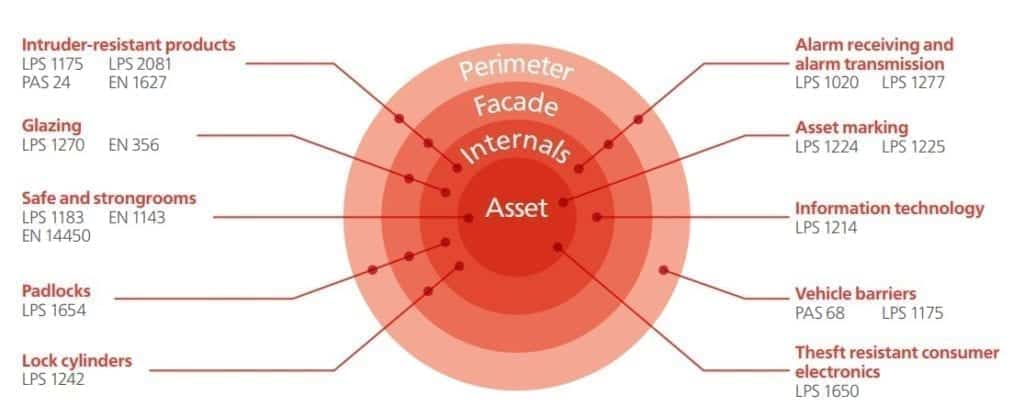 Intruder-resistant products
LPS 1175 LPS 2081
PAS 24 EN 1627
Glazing
LPS 1270 EN 356
Safe and strongrooms
LPS 1183 EN 1143
EN 14450
Padlocks
LPS 1654
Lock cylinders
LPS 1242
Perimeter
Facade
Internals
Asset
Alarm receiving and
alarm transmission
LPS 1020 LPS 1277
Asset marking
LPS 1224 LPS 1225
Information technology
LPS 1214
Vehicle barriers
PAS 68 LPS 1175
Thesft resistant consumer
electronics
LPS 1650